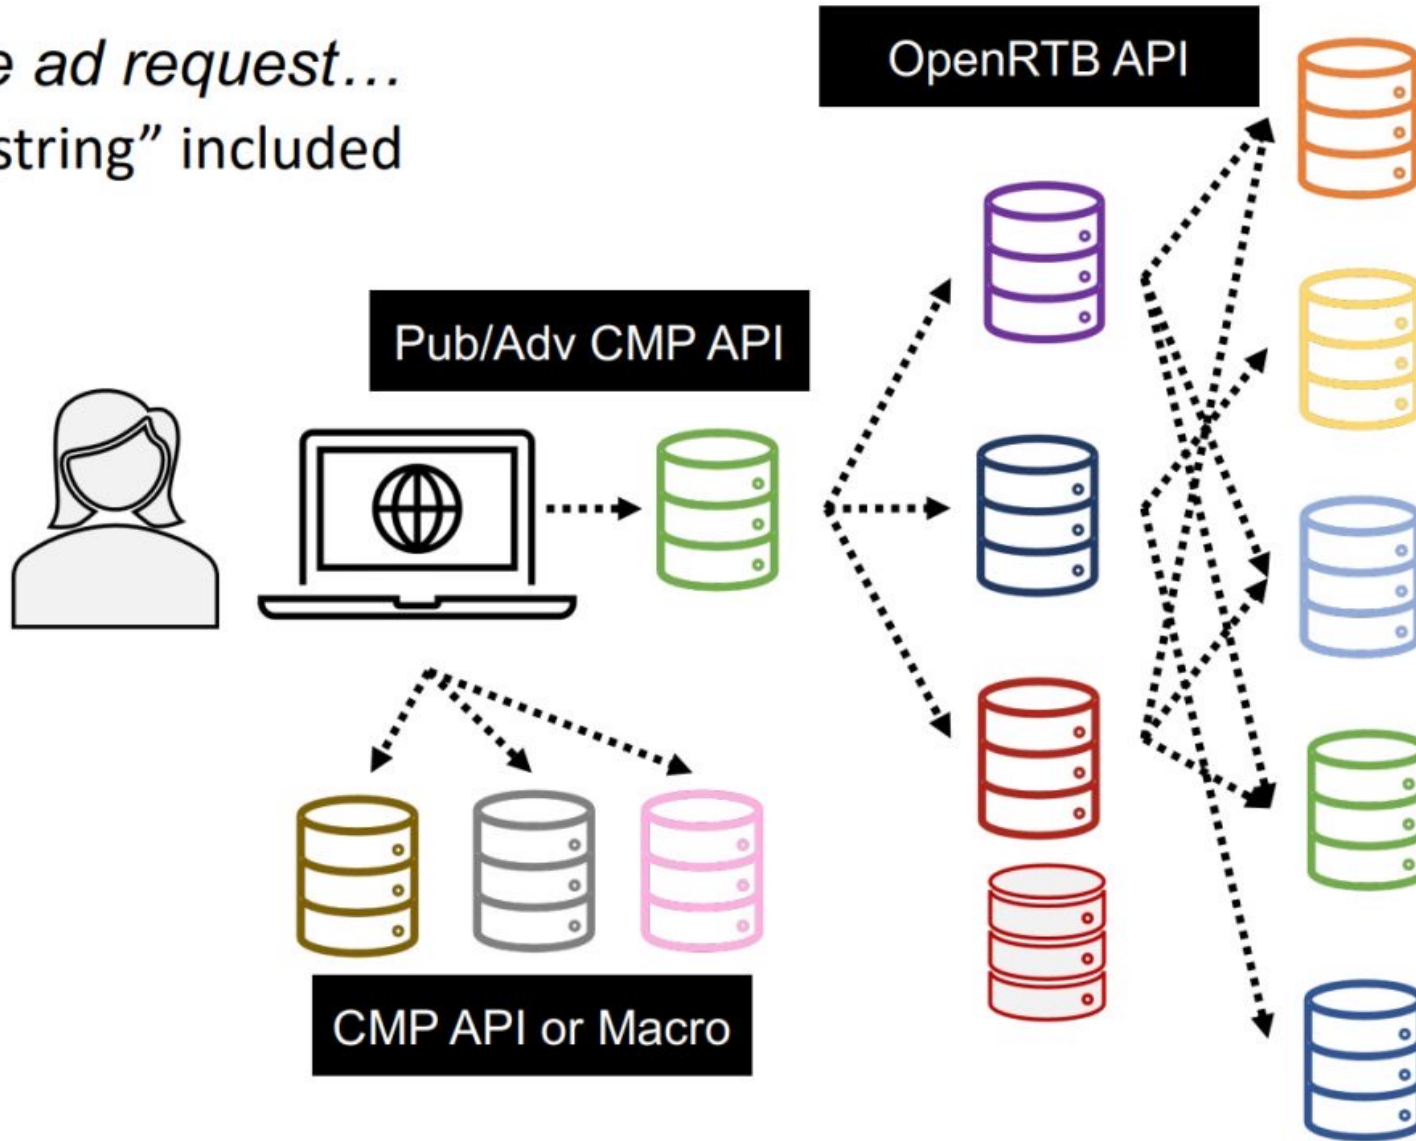 e ad request…
string” included
OpenRTB API
Pub/Adv CMP API
CMP API or Macro